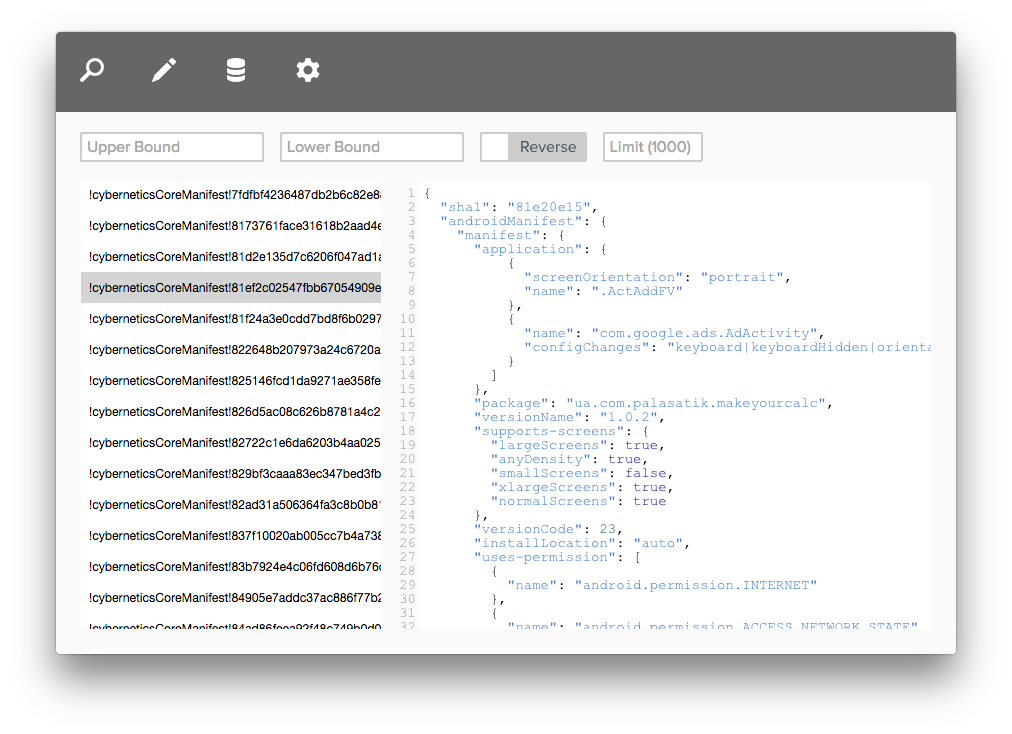 Upper Bound
Lower Bound
Reverse
Limit (1000)
!cyberneticsCoreManifest!7fdfbf4236487db2b6c82e8
!cyberneticsCoreManifest!8173761face31618b2aad4e
!cyberneticsCoreManifest!81d2e135d7c6206f047ad1a
!cyberneticsCoreManifest!81ef2c02547fbb67054909e
!cyberneticsCoreManifest!81f24a3e0cdd7bd8f6b0297
!cyberneticsCoreManifest!822648b207973a24c6720a
!cyberneticsCoreManifest!825146fcd1da9271ae358fe
!cyberneticsCoreManifest!826d5ac08c626b8781a4c2
!cyberneticsCoreManifest!82722c1e6da6203b4aa025
!cyberneticsCoreManifest!829bf3caaa83ec347bed3fb
!cyberneticsCoreManifest!82ad31a506364fa3c8b0b81
!cyberneticsCoreManifest!837f10020ab005cc7b4a738
!cyberneticsCoreManifest!83b7924e4c06fd608d6b76c
!cyberneticsCoreManifest!84905e7addc37ac886f77b2
!cyberneticsCoreManifest!84ad86feea92f48c749b0d0
1 {
2 "sha1": "81e20e15",
3 "androidManifest": {
4 "manifest": {
5 "application": {
6 {
7 "screenOrientation": "portrait",
8 "name": ".ActAddFV"
9 },
10 {
11 "name": "com.google.ads.AdActivity",
12 "configChanges": "keyboard|keyboardHidden|orienta
13 }
14 ]
15 },
16 "package": "ua.com.palasatik.makeyourcalc",
17 "versionName": "1.0.2",
18 "supports-screens": {
19 "largeScreens": true,
20 "anyDensity": true,
21 "smallScreens": false,
22 "xlargeScreens": true,
23 "normalScreens": true
24 },
25 "versionCode": 23,
26 "installLocation": "auto",
27 "uses-permission": [
28 {
29 "name": "android.permission.INTERNET"
30 },
31 {
32 "name": "android.permission.ACCESS_NETWORK_STATE"